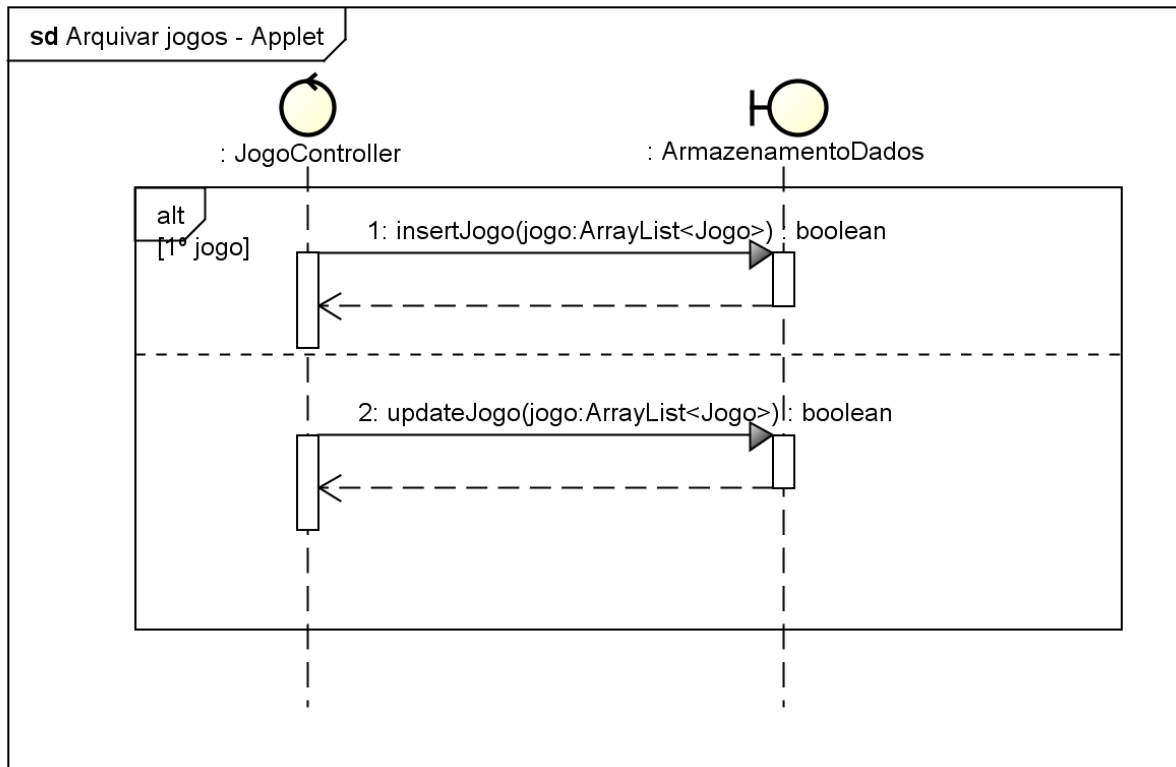 sd Arquivar jogos - Applet
: JogoController
: ArmazenamentoDados
alt
[1º jogo]
1: insertJogo(jogo:ArrayList<Jogo>) : boolean
2: updateJogo(jogo:ArrayList<Jogo>) : boolean